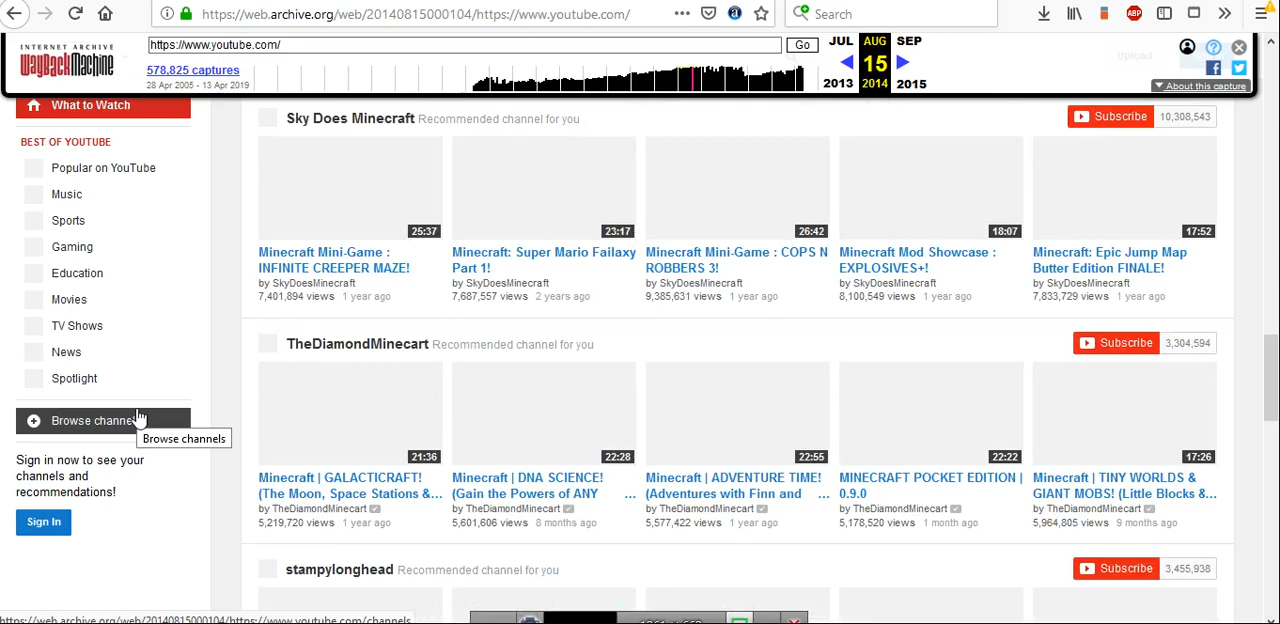 https://web.archive.org/web/20140815000104/https://www.youtube.com/
Search
ABP
INTERNET ARCHIVE
WayBackMachine
https://www.youtube.com/
Go
JUL AUG SEP
578,825 captures
15
28 Apr 2005 - 13 Apr 2019
2013 2014 2015
Upload
About this capture
What to Watch
BEST OF YOUTUBE
Popular on YouTube
Music
Sports
Gaming
Education
Movies
TV Shows
News
Spotlight
Browse channels
Browse channels
Sign in now to see your
channels and
recommendations!
Sign In
Sky Does Minecraft Recommended channel for you
Subscribe 10,308,543
25:37 23:17 26:42 18:07 17:52
Minecraft Mini-Game : Minecraft: Super Mario Failaxy Minecraft Mini-Game : COPS N Minecraft Mod Showcase : Minecraft: Epic Jump Map
INFINITE CREEPER MAZE! Part 1! ROBBERS 3! EXPLOSIVES+! Butter Edition FINALE!
by SkyDoesMinecraft by SkyDoesMinecraft by SkyDoesMinecraft by SkyDoesMinecraft by SkyDoesMinecraft
7,401,894 views 1 year ago 7,687,557 views 2 years ago 9,385,631 views 1 year ago 8,100,549 views 1 year ago 7,833,729 views 1 year ago
TheDiamondMinecart Recommended channel for you
Subscribe 3,304,594
21:36 22:28 22:55 22:22 17:26
Minecraft | GALACTICRAFT! Minecraft | DNA SCIENCE! Minecraft | ADVENTURE TIME! MINECRAFT POCKET EDITION | Minecraft | TINY WORLDS &
(The Moon, Space Stations &... (Gain the Powers of ANY ... (Adventures with Finn and ... 0.9.0 GIANT MOBS! (Little Blocks &...
by TheDiamondMinecart by TheDiamondMinecart by TheDiamondMinecart by TheDiamondMinecart by TheDiamondMinecart
5,219,720 views 1 year ago 5,601,606 views 8 months ago 5,577,422 views 1 year ago 5,178,520 views 1 month ago 5,964,805 views 9 months ago
stampylonghead Recommended channel for you
Subscribe 3,455,938
https://web.archive.org/web/20140815000104/https://www.youtube.com/channels